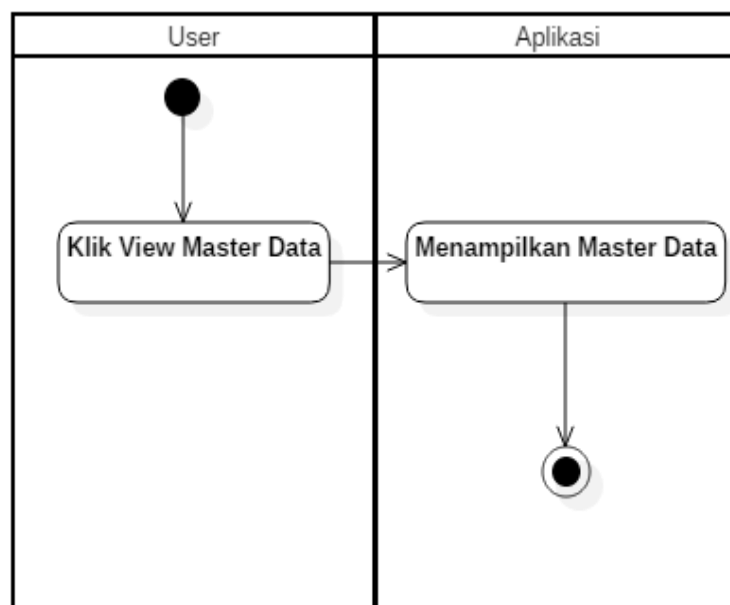 User
Aplikasi
Klik View Master Data
Menampilkan Master Data